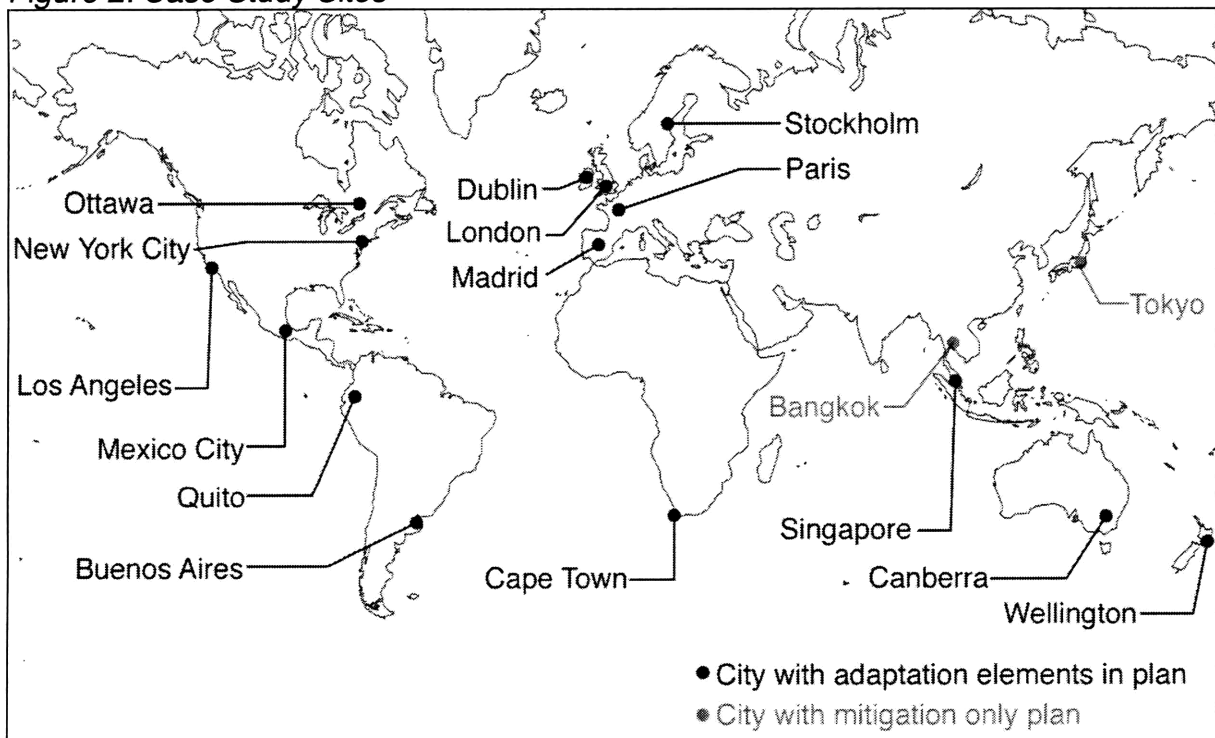 Figure 2: Case Study Sites
Stockholm
Paris
Dublin
Ottawa
London
New York City
Madrid
Tokyo
Los Angeles
Bangkok
Mexico City
Quito
Singapore
Buenos Aires
Cape Town
Canberra
Wellington
City with adaptation elements in plan
City with mitigation only plan